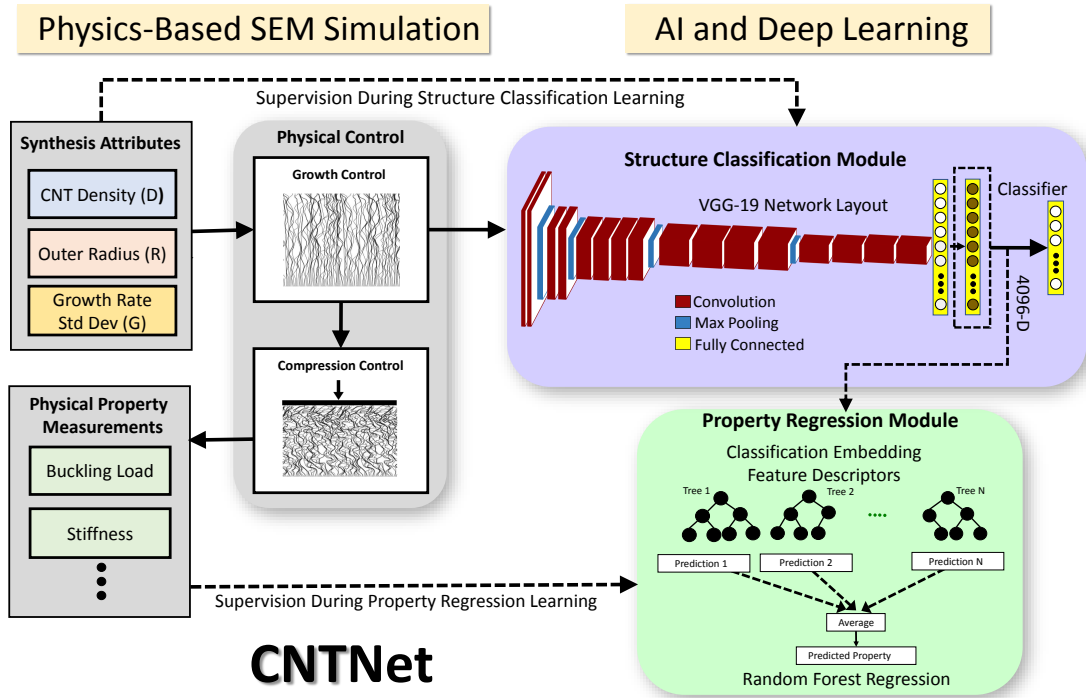 Physics-Based SEM Simulation
AI and Deep Learning
Supervision During Structure Classification Learning
Synthesis Attributes
CNT Density (D)
Outer Radius (R)
Growth Rate
Std Dev (G)
Physical Control
Growth Control
Compression Control
Structure Classification Module
VGG-19 Network Layout
Classifier
Convolution
Max Pooling
Fully Connected
4096-D
Physical Property
Measurements
Buckling Load
Stiffness
Supervision During Property Regression Learning
Property Regression Module
Classification Embedding
Feature Descriptors
Tree 1
Tree 2
Tree N
Prediction 1
Prediction 2
Prediction N
Average
Predicted Property
Random Forest Regression
CNTNet